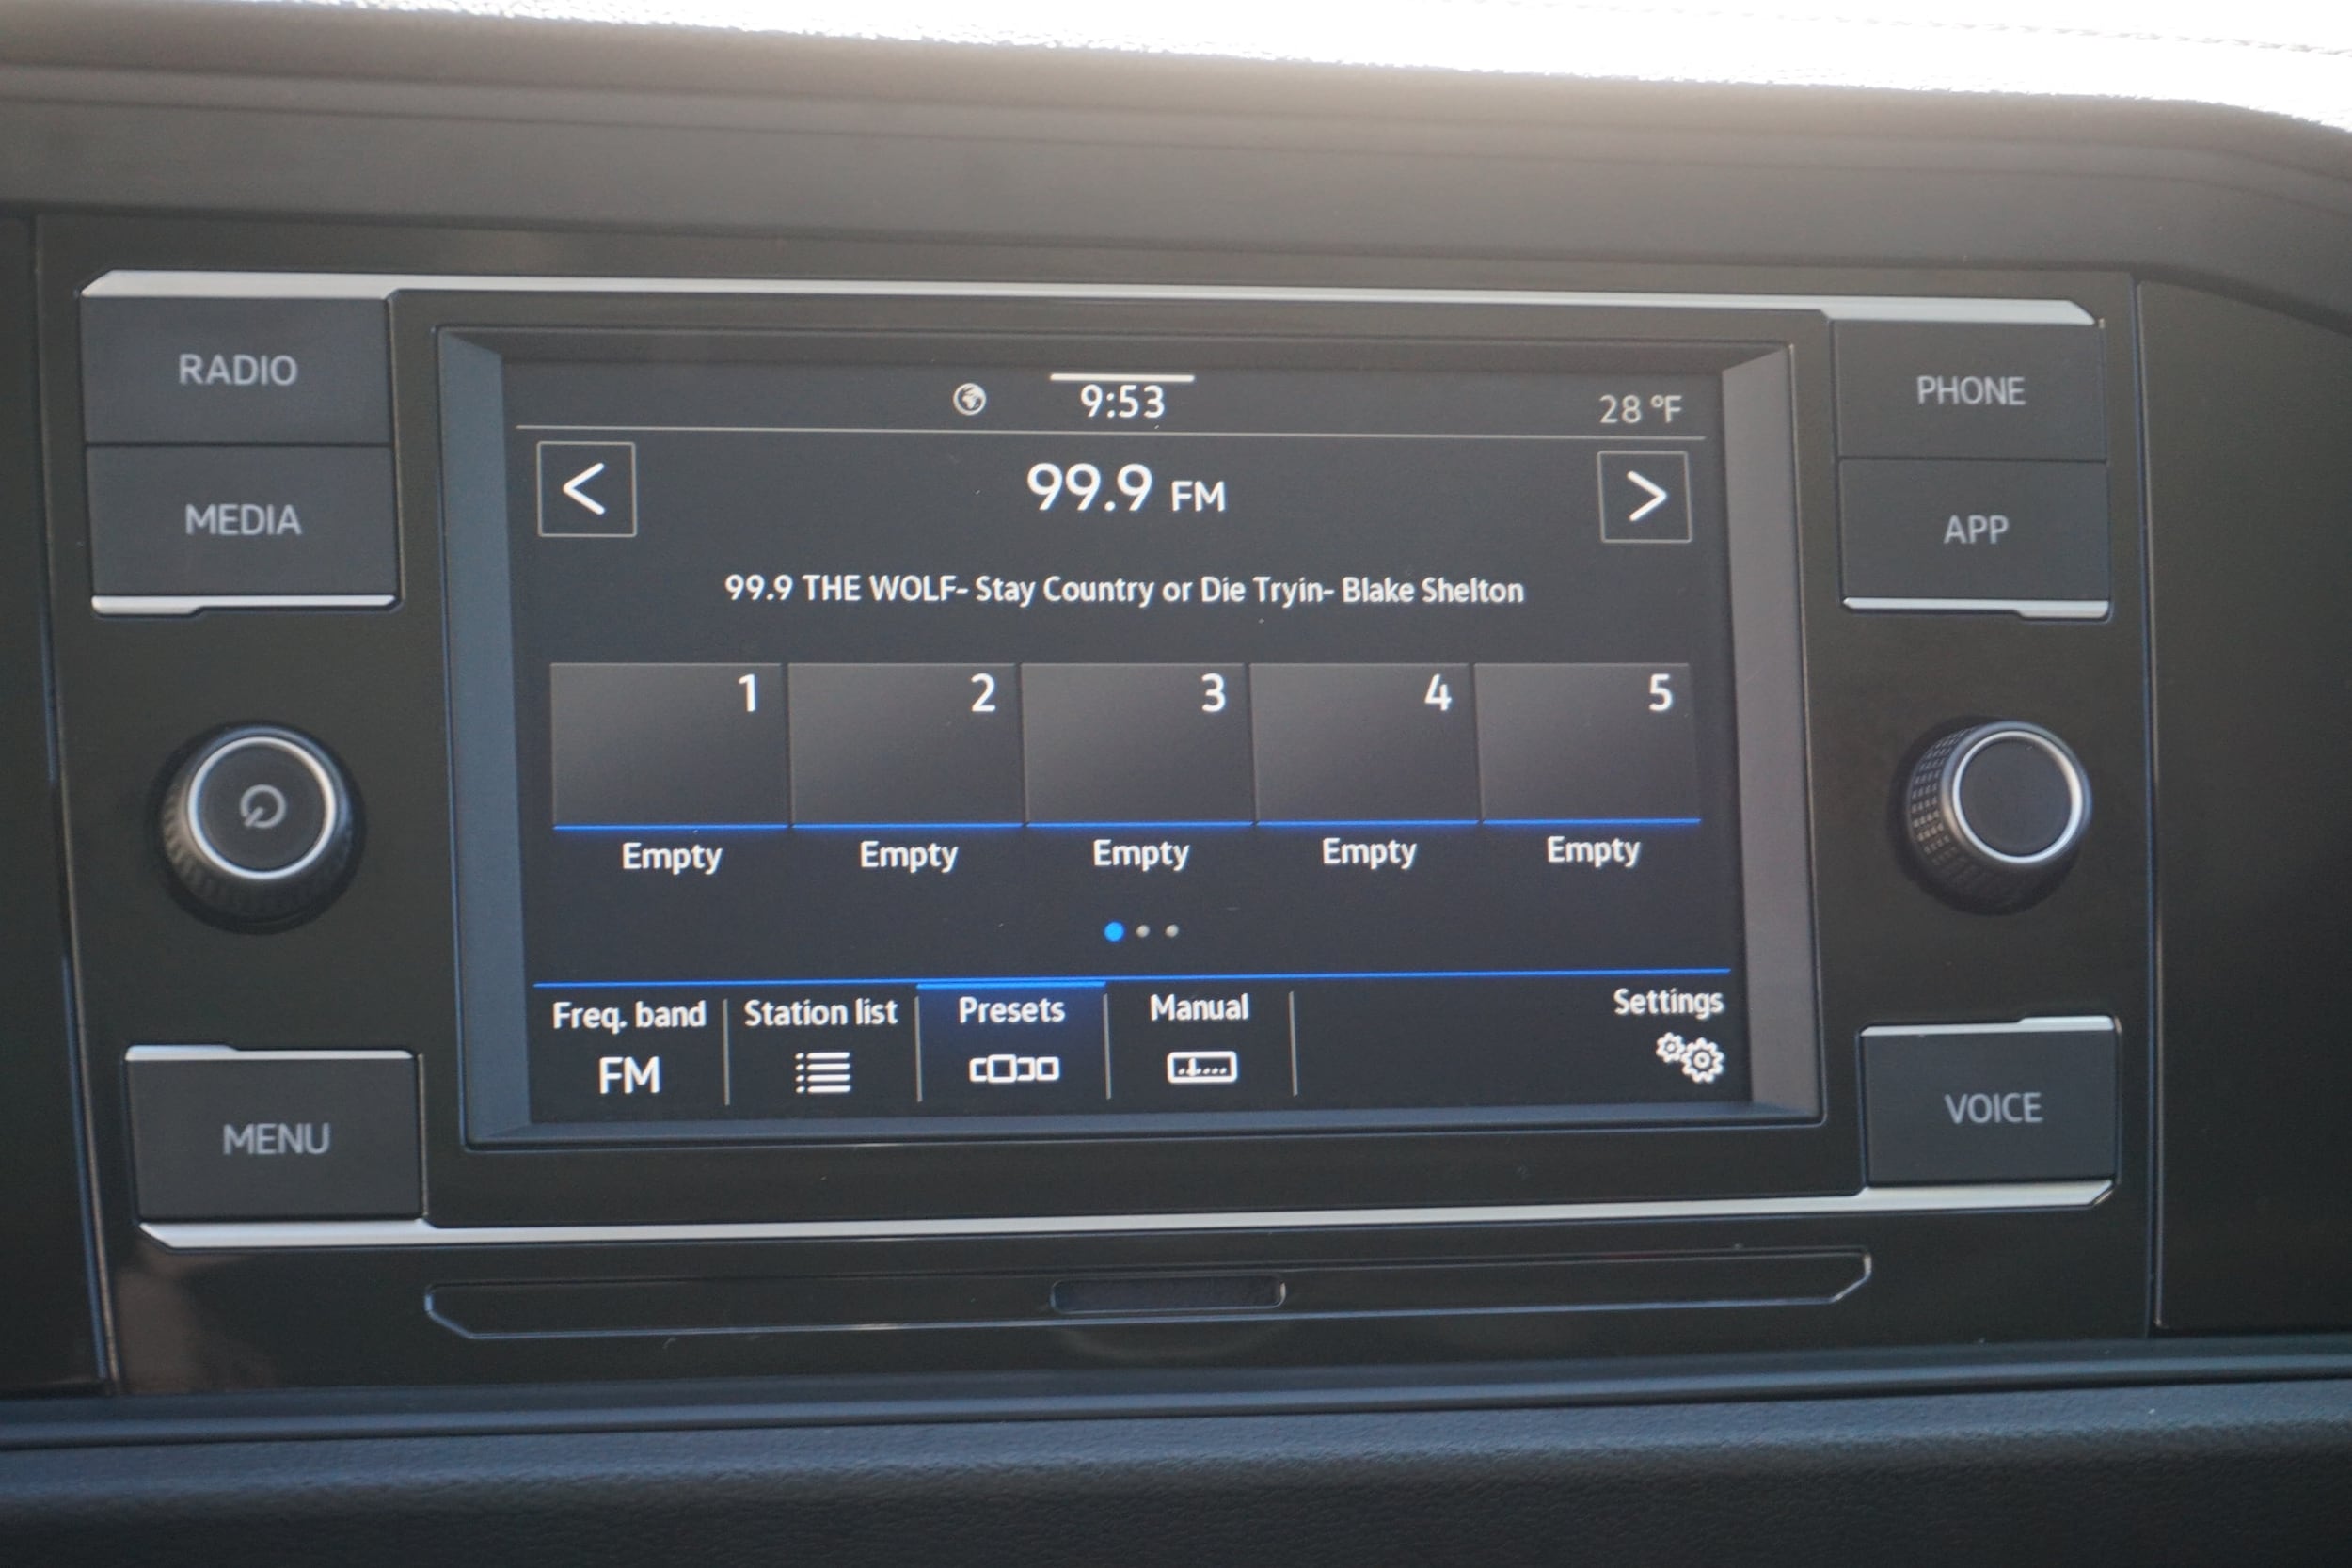 RADIO
MEDIA
MENU
9:53
28 °F
<
99.9 FM
>
99.9 THE WOLF- Stay Country or Die Tryin- Blake Shelton
1
2
3
4
5
Empty
Empty
Empty
Empty
Empty
Freq. band
FM
Station list
Presets
Manual
Settings
PHONE
APP
VOICE